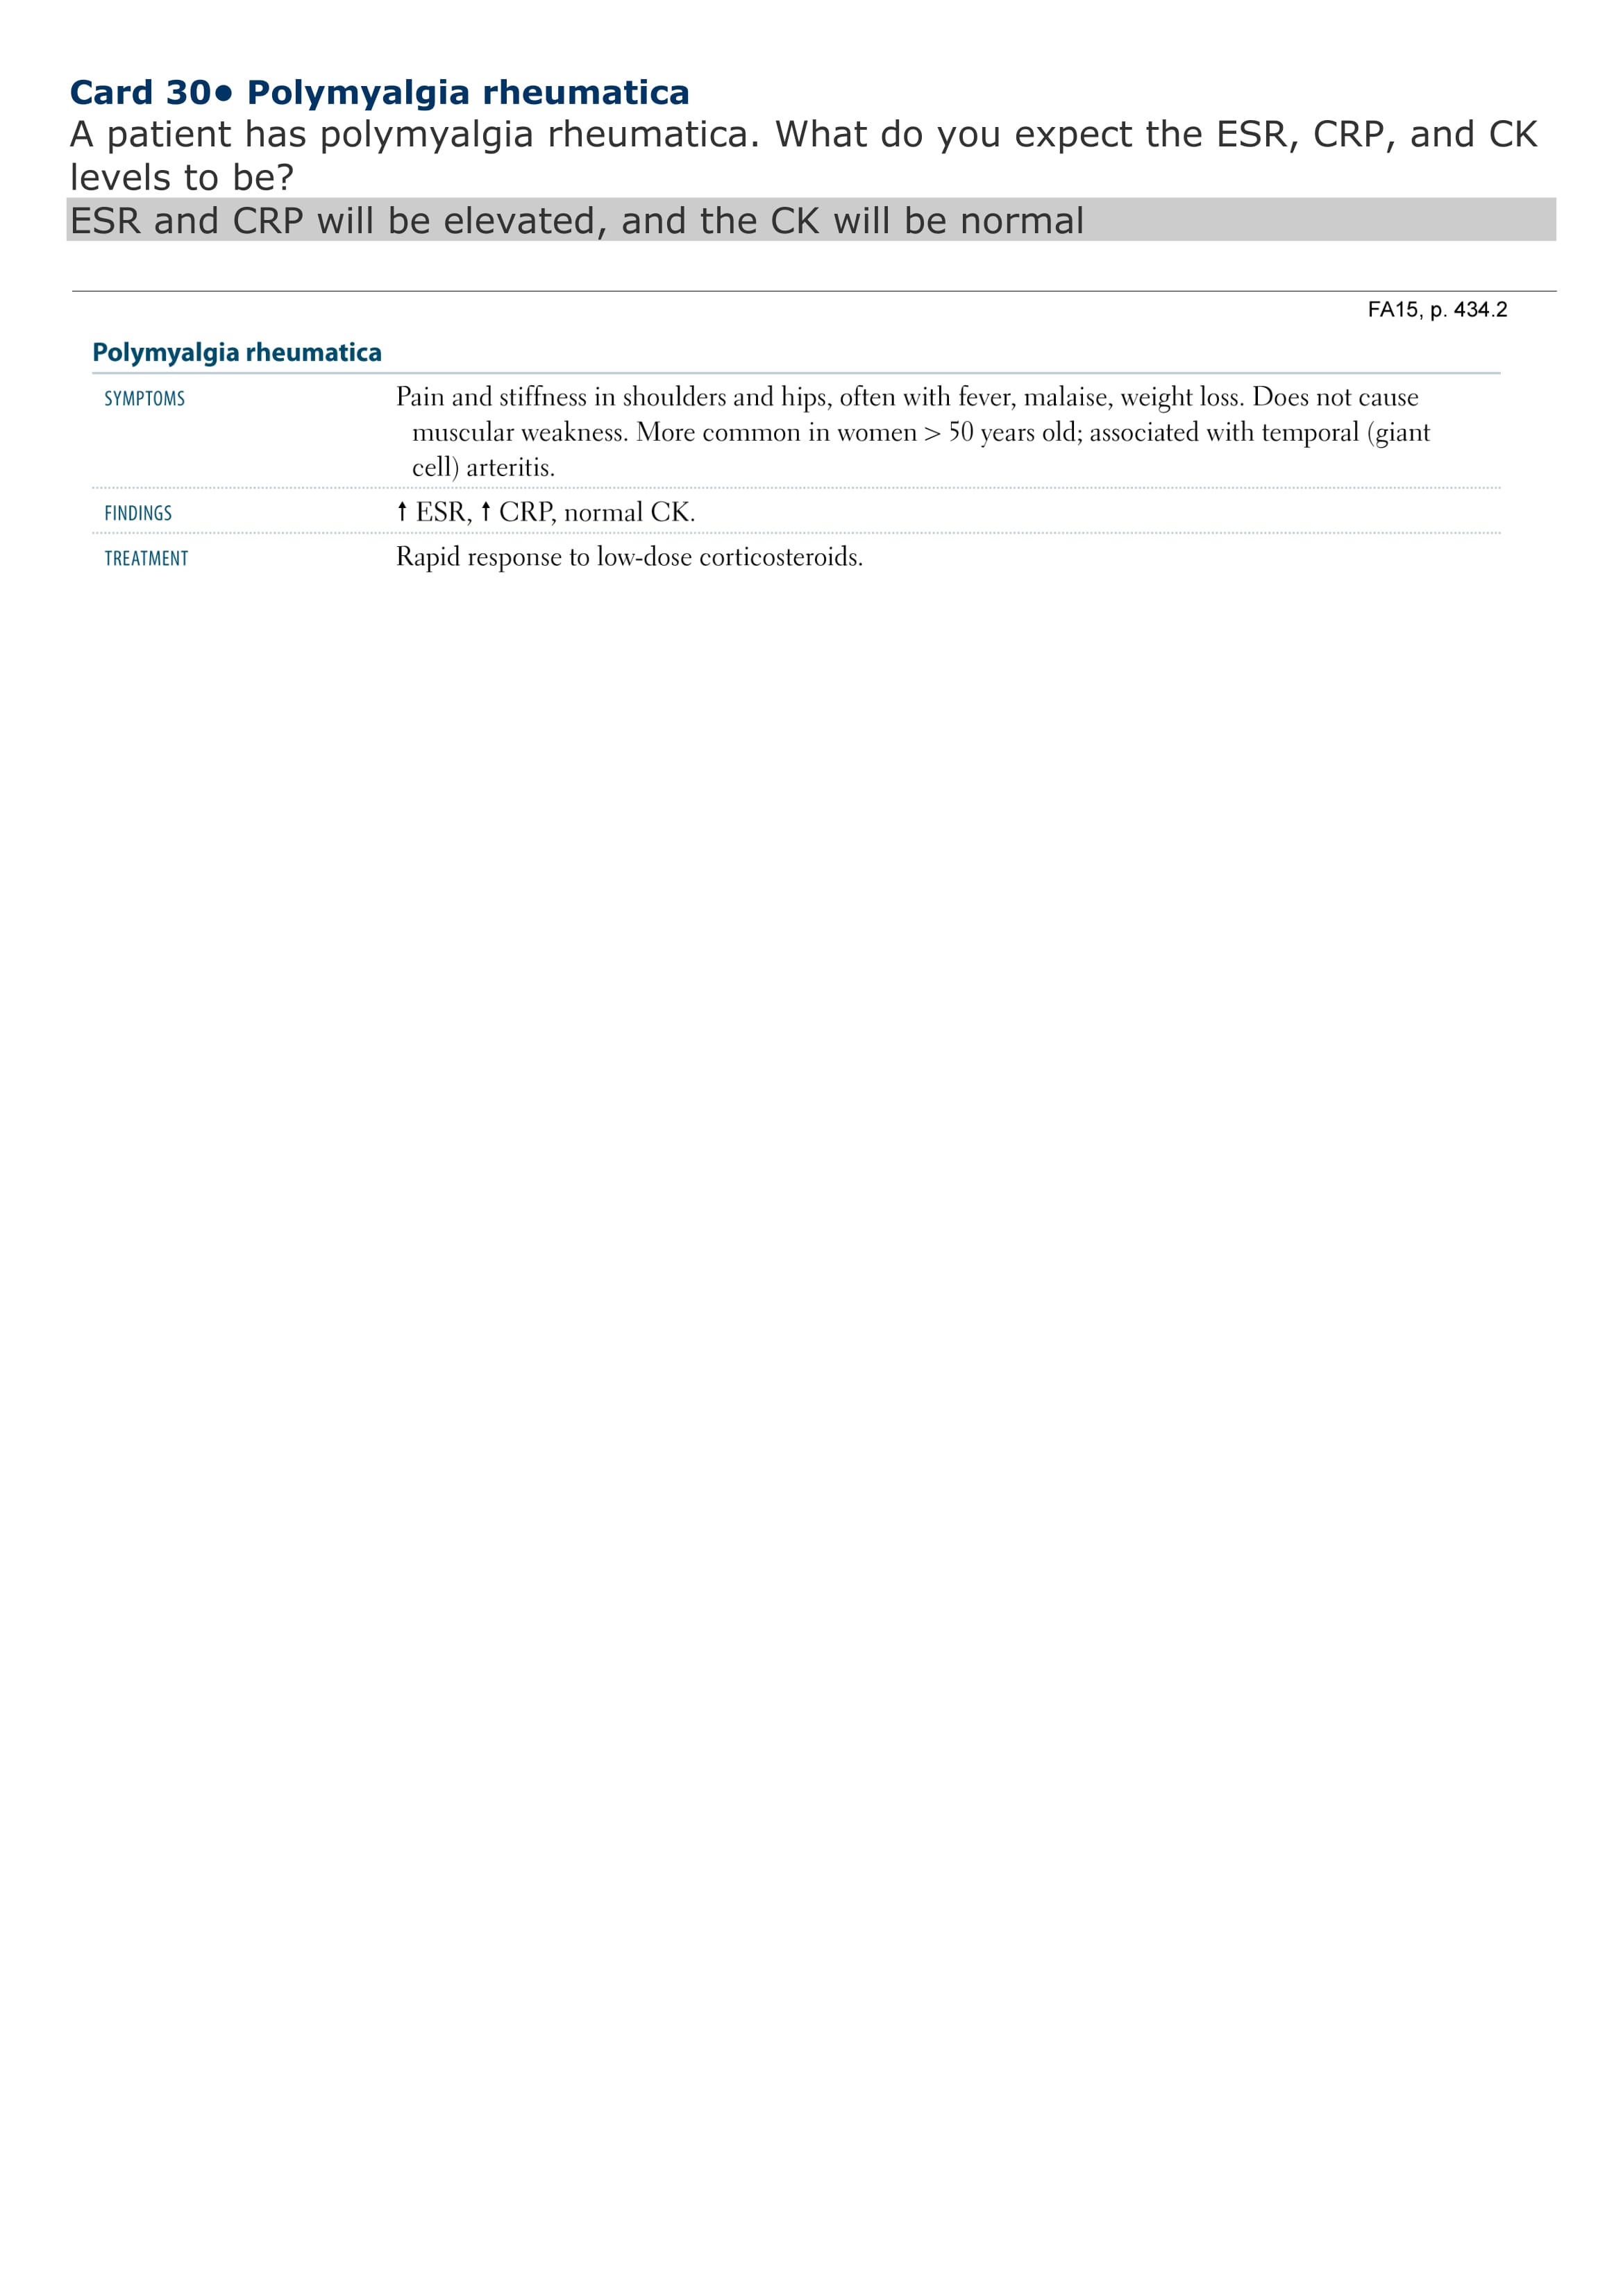 Card 30● Polymyalgia rheumatica
A patient has polymyalgia rheumatica. What do you expect the ESR, CRP, and CK
levels to be?
ESR and CRP will be elevated, and the CK will be normal
FA15, p. 434.2
Polymyalgia rheumatica
SYMPTOMS Pain and stiffness in shoulders and hips, often with fever, malaise, weight loss. Does not cause
muscular weakness. More common in women > 50 years old; associated with temporal (giant
cell) arteritis.
FINDINGS ↑ ESR, ↑ CRP, normal CK.
TREATMENT Rapid response to low-dose corticosteroids.